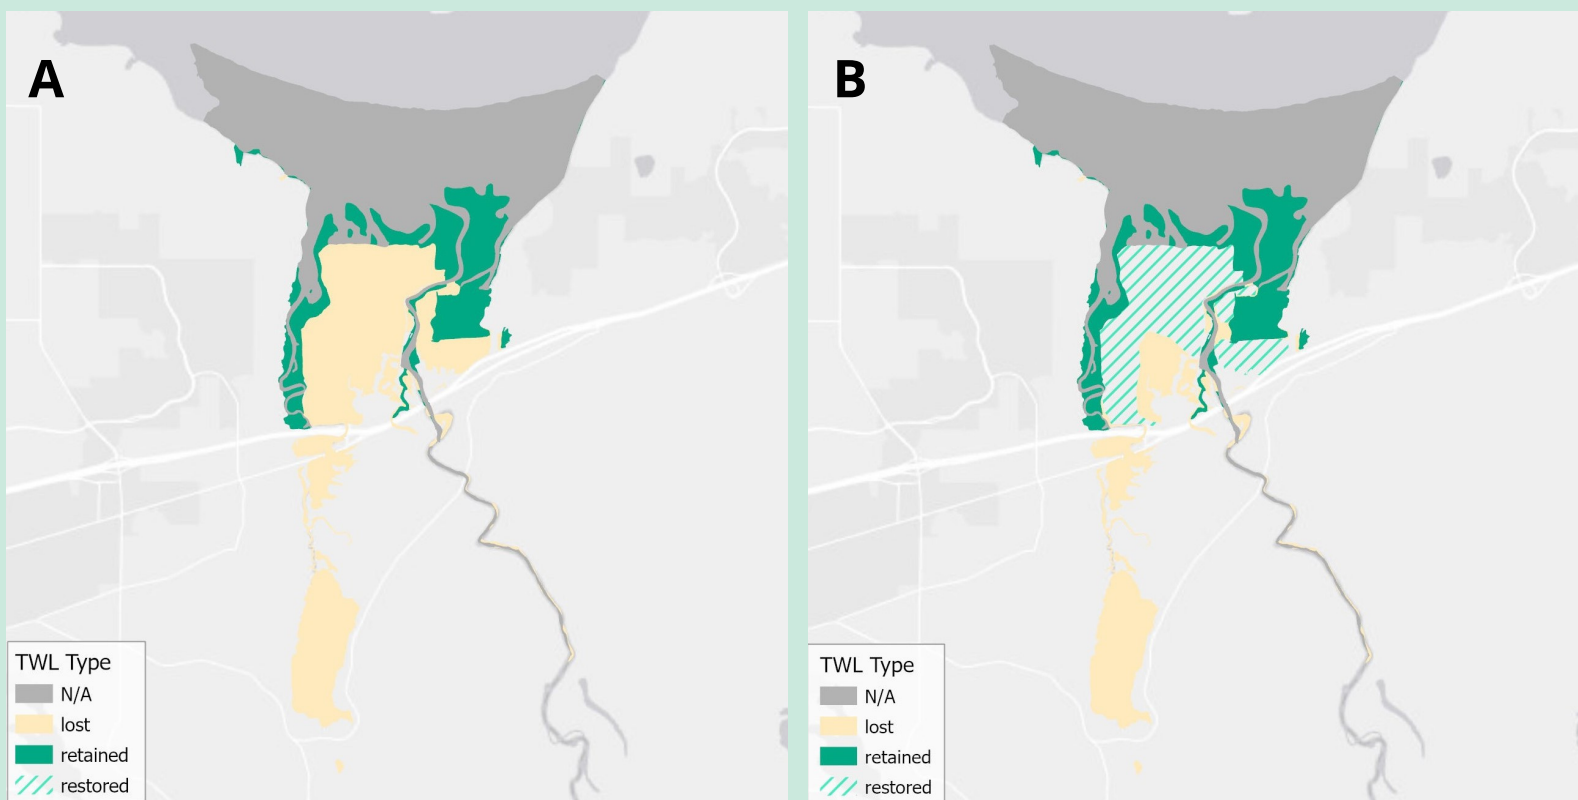 A
TWL Type
N/A
lost
retained
restored
B
TWL Type
N/A
lost
retained
restored